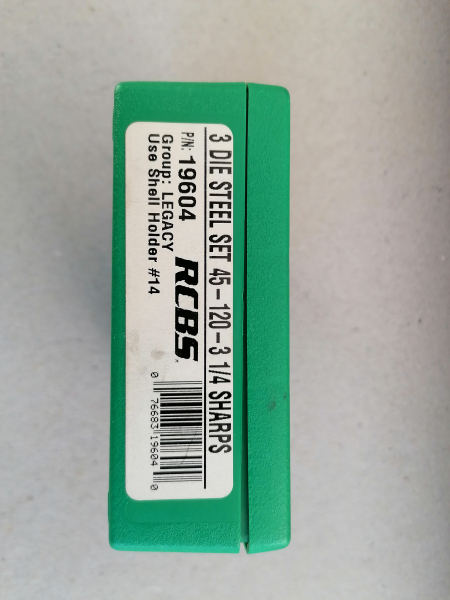 3 DIE STEEL SET 45-120-3 1/4 SHARPS
P/N: 19604
RCBS
Group: LEGACY
Use Shell Holder #14
0 76683 19604 0